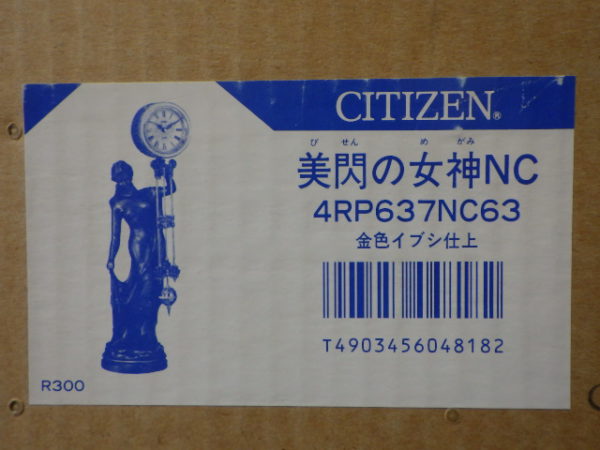 CITIZEN®
びせん めがみ
美閃の女神NC
4RP637NC63
金色イブシ仕上
T4903456048182
R300